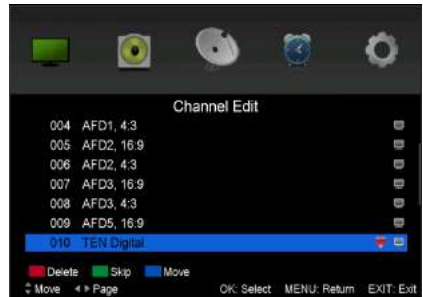 Channel Edit
004 AFD1, 4:3
005 AFD2, 16:9
006 AFD2, 4:3
007 AFD3, 16:9
008 AFD3, 4:3
009 AFD5, 16:9
010 TEN Digital
Delete Skip Move
Move Page OK: Select MENU: Return EXIT: Exit